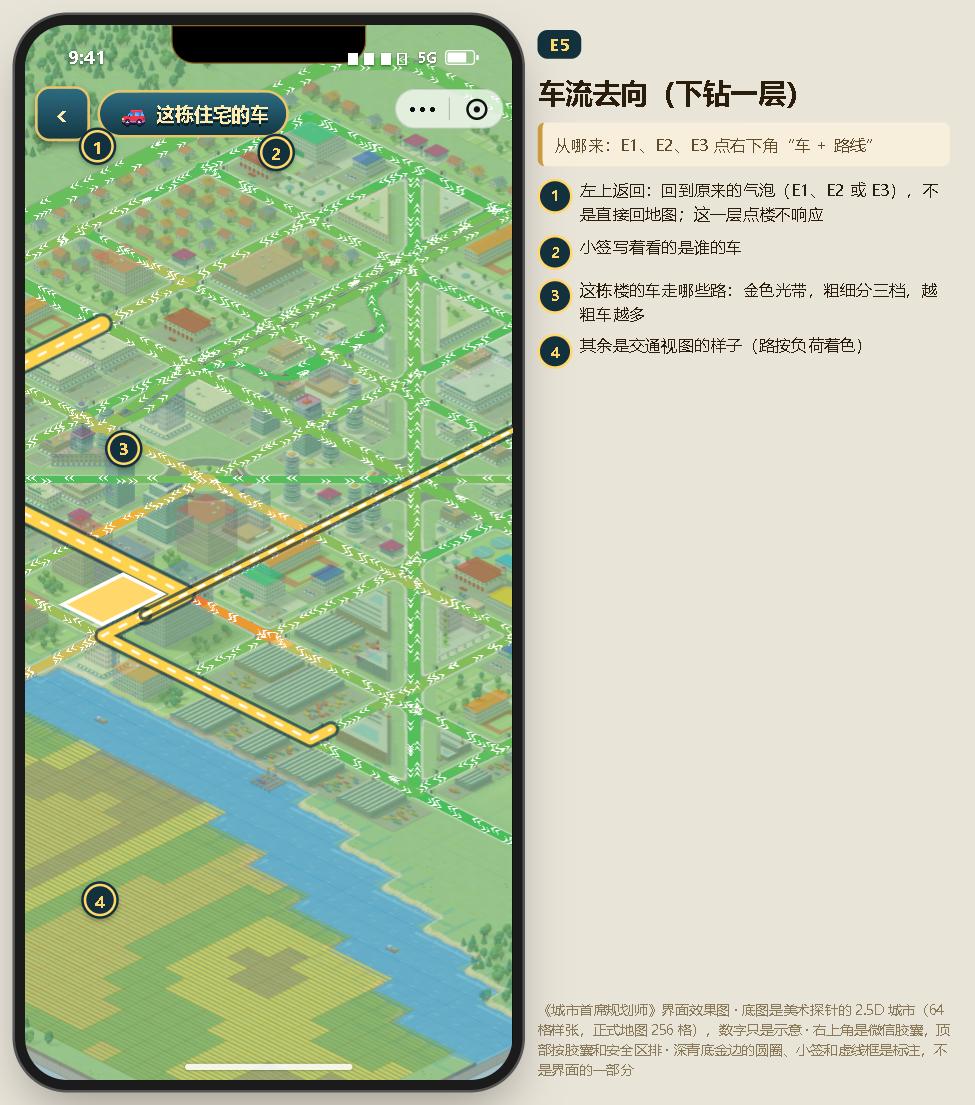 9:41
5G
‹
这栋住宅的车
1
2
3
4
E5
车流去向（下钻一层）
从哪来：E1、E2、E3 点右下角“车 + 路线”
1 左上返回：回到原来的气泡（E1、E2 或 E3），不
是直接回地图；这一层点楼不响应
2 小签写着看的是谁的车
3 这栋楼的车走哪些路：金色光带，粗细分三档，越
粗车越多
4 其余是交通视图的样子（路按负荷着色）
《城市首席规划师》界面效果图 · 底图是美术探针的 2.5D 城市（64
格样张，正式地图 256 格），数字只是示意 · 右上角是微信胶囊，顶
部按胶囊和安全区排 · 深青底金边的圆圈、小签和虚线框是标注，不
是界面的一部分